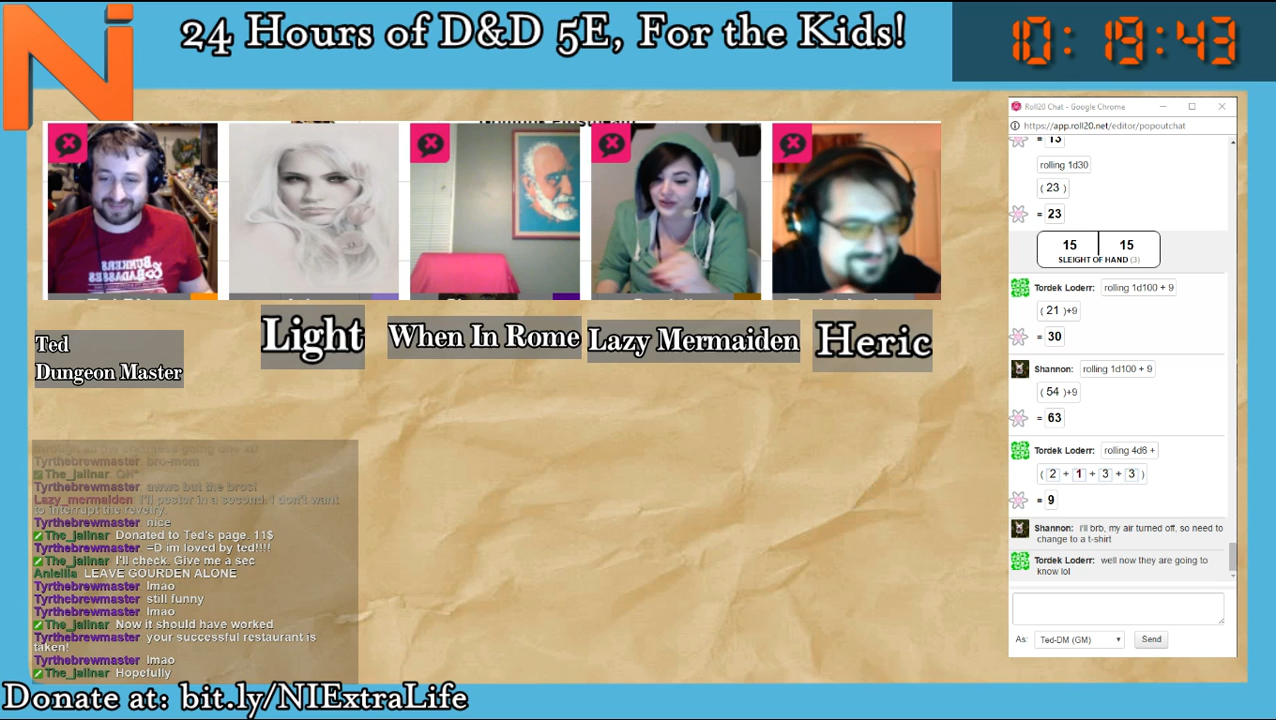 24 Hours of D&D 5E, For the Kids!
10:19:43
Ted
Dungeon Master
Light
When In Rome
Lazy Mermaiden
Heric
Tyrthebrewmaster bro-mom
The_jailnar OH*
Tyrthebrewmaster awws but the bros!
Lazy_mermaiden I'll pester in a second. I don't want
to interrupt the revelry.
Tyrthebrewmaster nice
The_jailnar Donated to Ted's page. 11$
Tyrthebrewmaster =D im loved by ted!!!!
The_jailnar I'll check. Give me a sec
Anieilla LEAVE GOURDEN ALONE
Tyrthebrewmaster lmao
Tyrthebrewmaster still funny
Tyrthebrewmaster lmao
The_jailnar Now it should have worked
Tyrthebrewmaster your successful restaurant is
taken!
Tyrthebrewmaster lmao
The_jailnar Hopefully
Donate at: bit.ly/NIExtraLife
Roll20 Chat - Google Chrome
https://app.roll20.net/editor/popoutchat
= 13
rolling 1d30
( 23 )
= 23
15 15
SLEIGHT OF HAND (3)
Tordek Loderr: rolling 1d100 + 9
( 21 )+9
= 30
Shannon: rolling 1d100 + 9
( 54 )+9
= 63
Tordek Loderr: rolling 4d6 +
( 2 + 1 + 3 + 3 )
= 9
Shannon: i'll brb, my air turned off, so need to
change to a t-shirt
Tordek Loderr: well now they are going to
know lol
As: Ted-DM (GM) Send